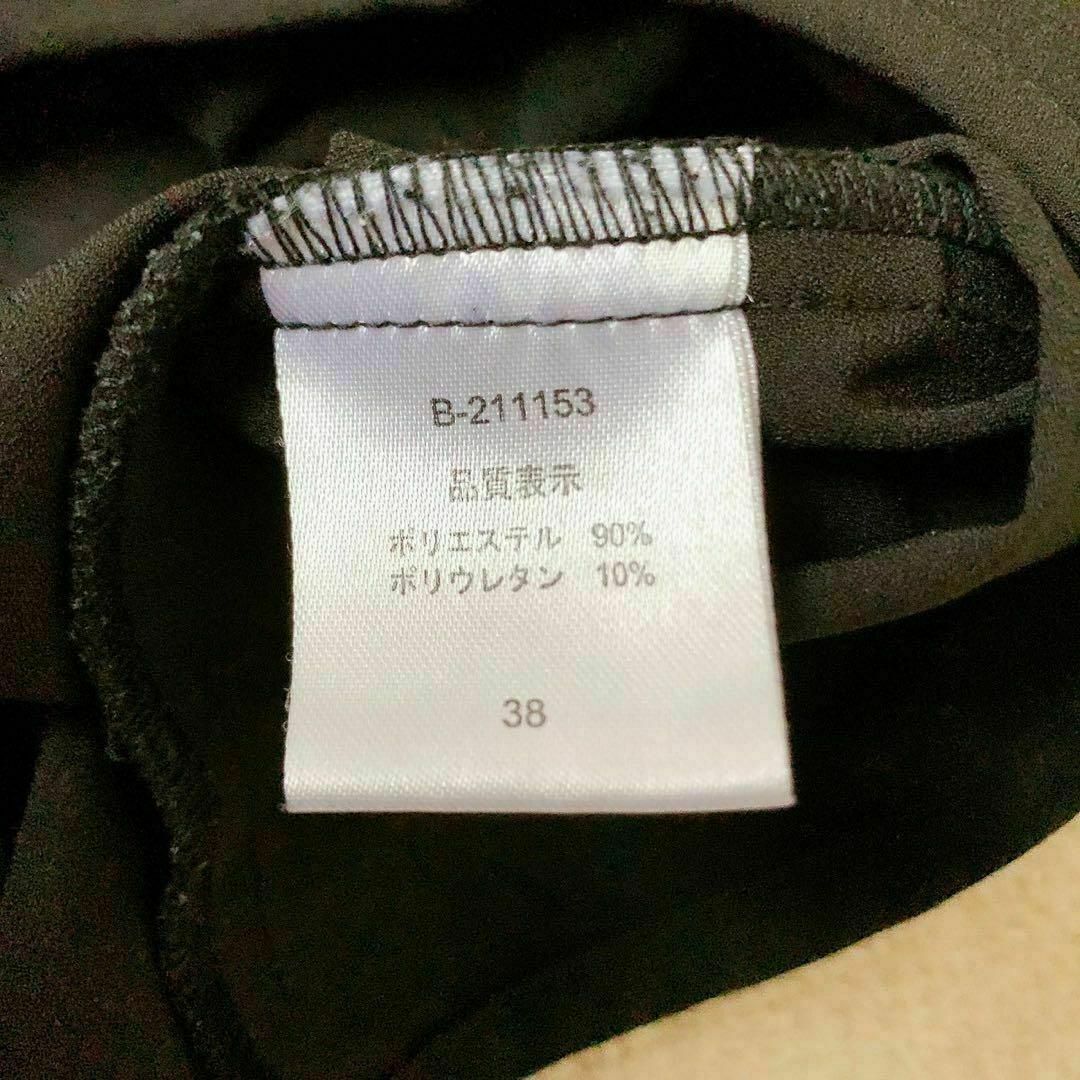 B-211153
品質表示
ポリエステル 90%
ポリウレタン 10%
38